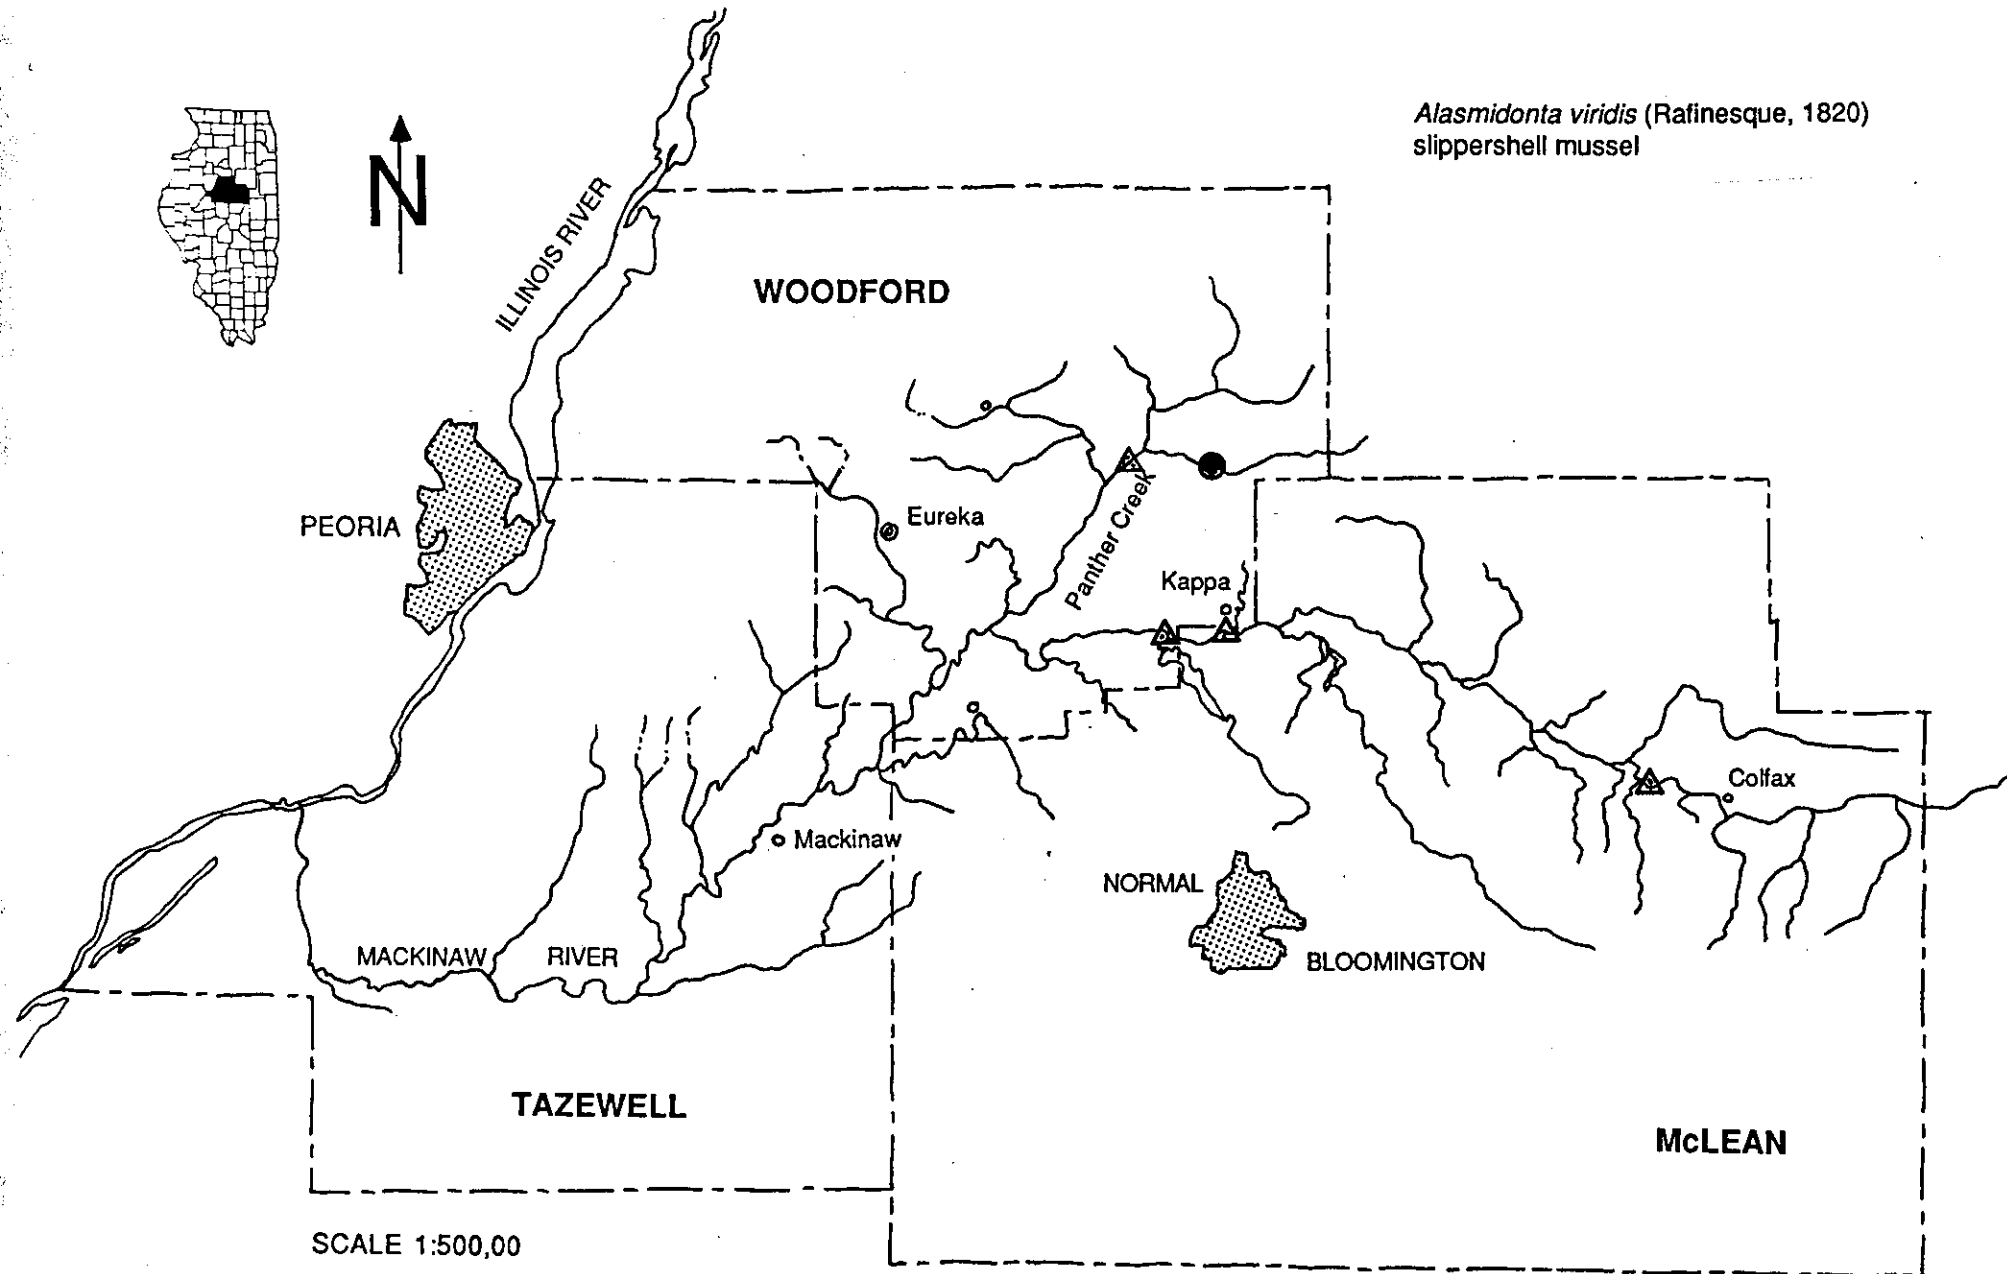 Alasmidonta viridis (Rafinesque, 1820)
slippershell mussel
N
ILLINOIS RIVER
WOODFORD
PEORIA
Eureka
Panther Creek
Kappa
Colfax
Mackinaw
NORMAL
MACKINAW RIVER
BLOOMINGTON
TAZEWELL
McLEAN
SCALE 1:500,00